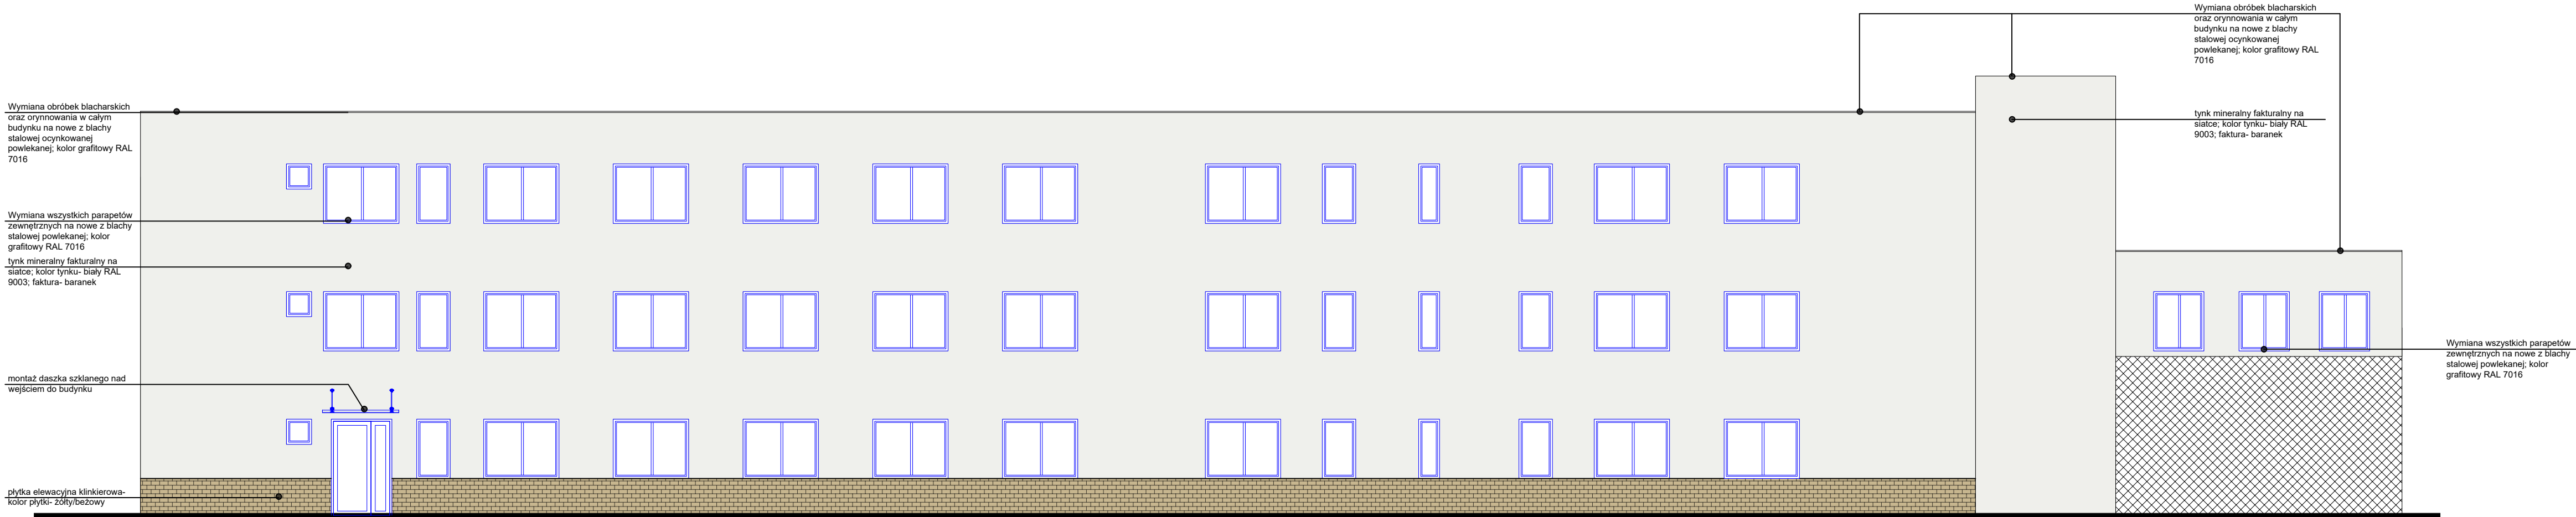 Wymiana obróbek blacharskich
oraz orynnowania w całym
budynku na nowe z blachy
stalowej ocynkowanej
powlekanej; kolor grafitowy RAL
7016
Wymiana wszystkich parapetów
zewnętrznych na nowe z blachy
stalowej powlekanej; kolor
grafitowy RAL 7016
tynk mineralny fakturalny na
siatce; kolor tynku- biały RAL
9003; faktura- baranek
montaż daszka szklanego nad
wejściem do budynku
płytka elewacyjna klinkierowa-
kolor płytki- żółty/beżowy
Wymiana obróbek blacharskich
oraz orynnowania w całym
budynku na nowe z blachy
stalowej ocynkowanej
powlekanej; kolor grafitowy RAL
7016
tynk mineralny fakturalny na
siatce; kolor tynku- biały RAL
9003; faktura- baranek
Wymiana wszystkich parapetów
zewnętrznych na nowe z blachy
stalowej powlekanej; kolor
grafitowy RAL 7016